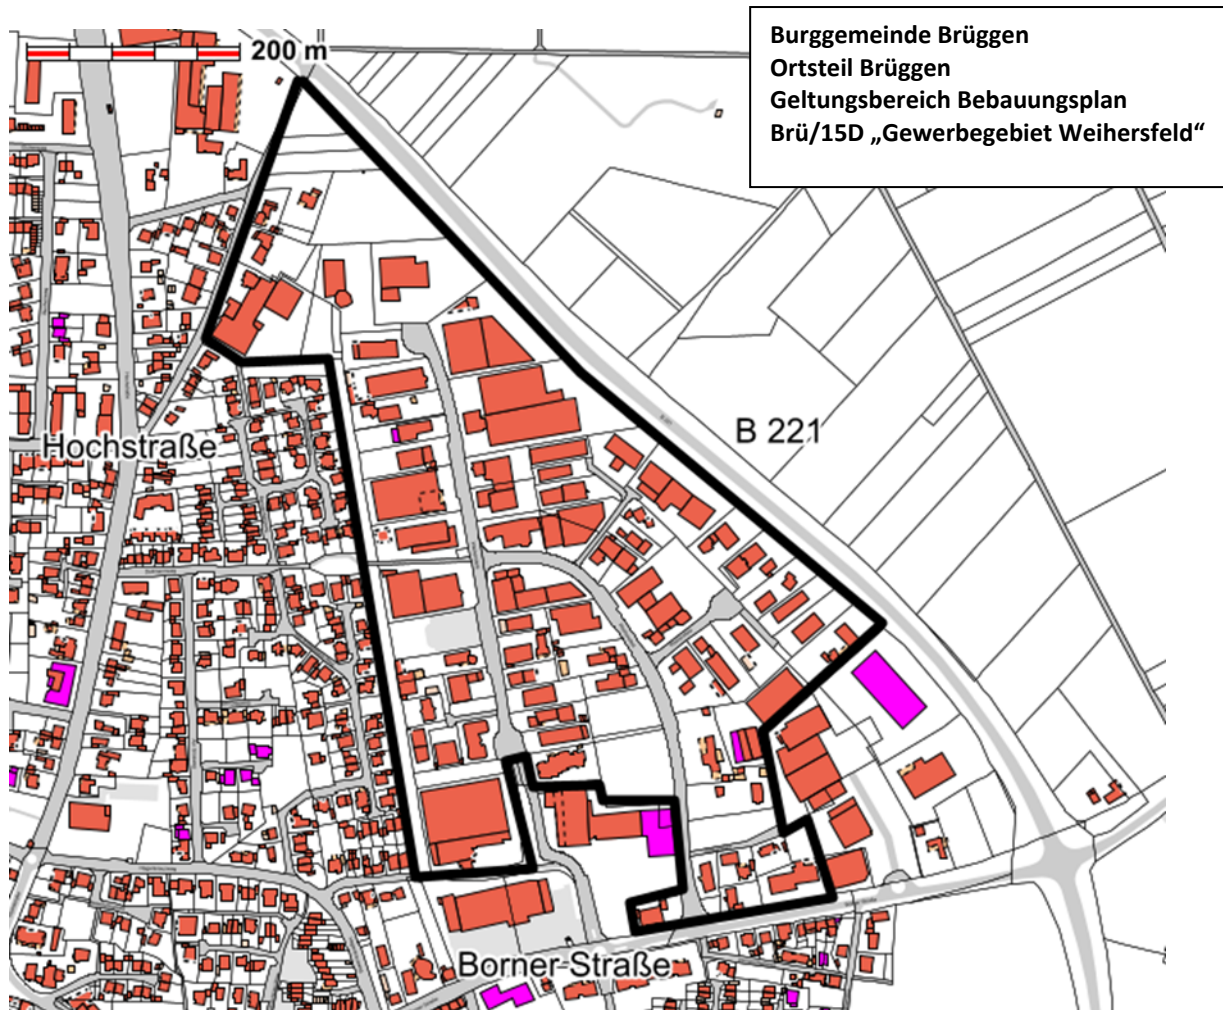 200 m
Burggemeinde Brüggen
Ortsteil Brüggen
Geltungsbereich Bebauungsplan
Brü/15D „Gewerbegebiet Weihersfeld“
B 221
Hochstraße
Borner Straße